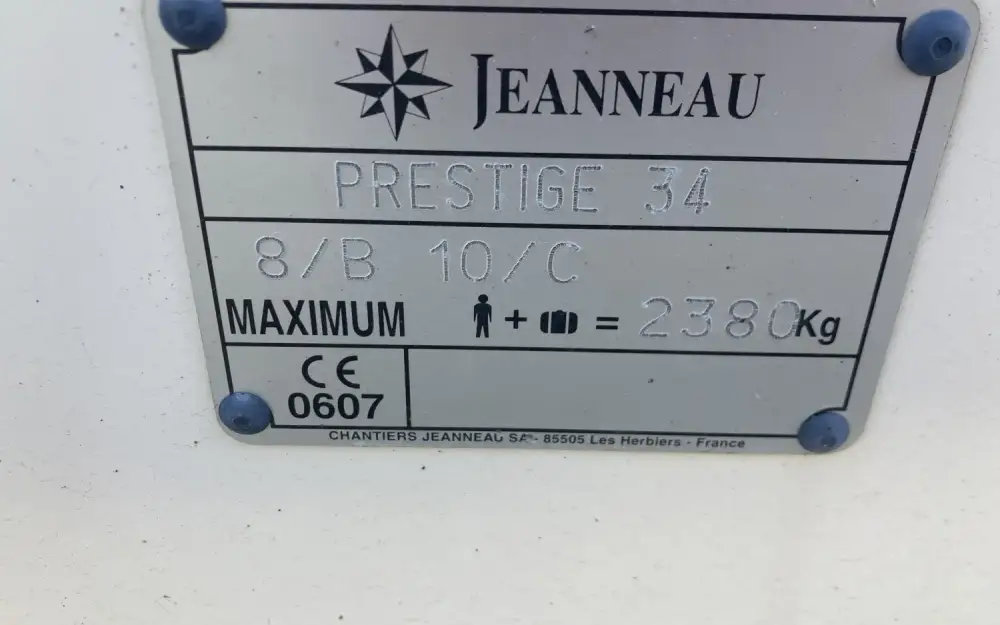 JEANNEAU
PRESTIGE 34
8/B 10/C
MAXIMUM + = 2380Kg
CE
0607
CHANTIERS JEANNEAU SA - 85505 Les Herbiers - France